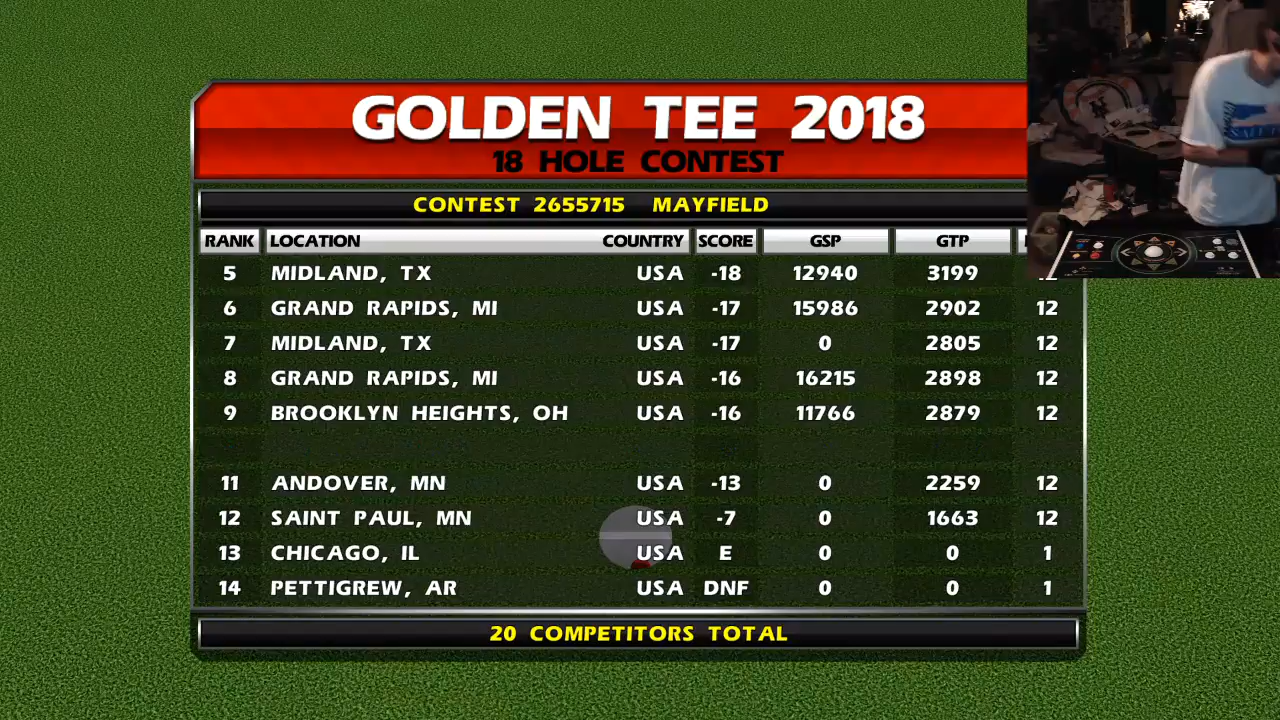 GOLDEN TEE 2018
18 HOLE CONTEST
CONTEST 2655715 MAYFIELD
RANK LOCATION COUNTRY SCORE GSP GTP
5 MIDLAND, TX USA -18 12940 3199
6 GRAND RAPIDS, MI USA -17 15986 2902 12
7 MIDLAND, TX USA -17 0 2805 12
8 GRAND RAPIDS, MI USA -16 16215 2898 12
9 BROOKLYN HEIGHTS, OH USA -16 11766 2879 12
11 ANDOVER, MN USA -13 0 2259 12
12 SAINT PAUL, MN USA -7 0 1663 12
13 CHICAGO, IL USA E 0 0 1
14 PETTIGREW, AR USA DNF 0 0 1
20 COMPETITORS TOTAL